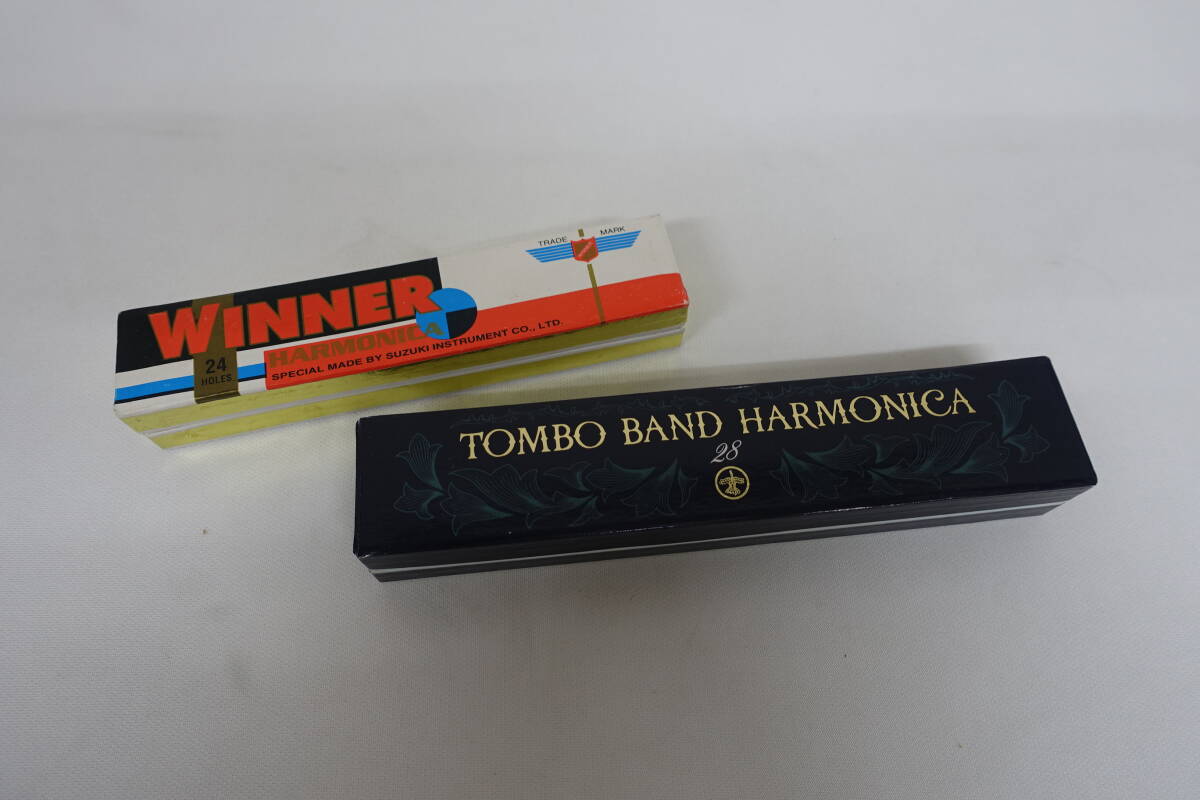 TRADE MARK
WINNER
HARMONICA
24
HOLES
SPECIAL MADE BY SUZUKI INSTRUMENT CO., LTD.
TOMBO BAND HARMONICA
28